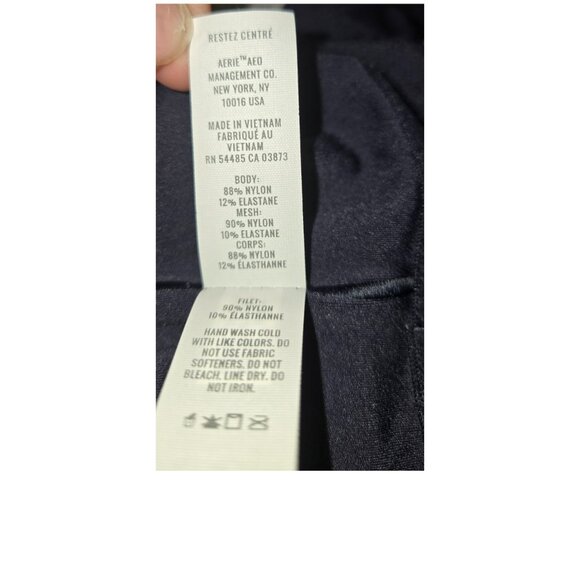 RESTEZ CENTRÉ
AERIE™AEO
MANAGEMENT CO.
NEW YORK, NY
10016 USA
MADE IN VIETNAM
FABRIQUÉ AU
VIETNAM
RN 54485 CA 03873
BODY:
88% NYLON
12% ELASTANE
MESH:
90% NYLON
10% ELASTANE
CORPS:
88% NYLON
12% ÉLASTHANNE
FILET:
90% NYLON
10% ÉLASTHANNE
HAND WASH COLD
WITH LIKE COLORS. DO
NOT USE FABRIC
SOFTENERS. DO NOT
BLEACH. LINE DRY. DO
NOT IRON.